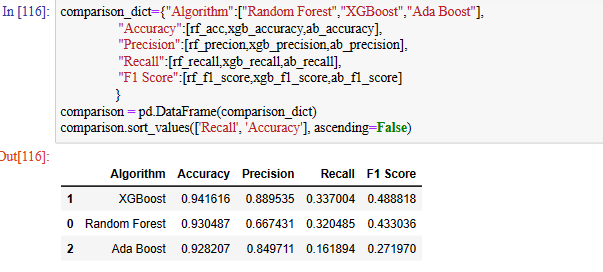 In [116]: comparison_dict={"Algorithm":["Random Forest","XGBoost","Ada Boost"],
"Accuracy":[rf_acc,xgb_accuracy,ab_accuracy],
"Precision":[rf_precion,xgb_precision,ab_precision],
"Recall":[rf_recall,xgb_recall,ab_recall],
"F1 Score":[rf_f1_score,xgb_f1_score,ab_f1_score]
}
comparison = pd.DataFrame(comparison_dict)
comparison.sort_values(['Recall', 'Accuracy'], ascending=False)
Out[116]:
Algorithm Accuracy Precision Recall F1 Score
1 XGBoost 0.941616 0.889535 0.337004 0.488818
0 Random Forest 0.930487 0.667431 0.320485 0.433036
2 Ada Boost 0.928207 0.849711 0.161894 0.271970